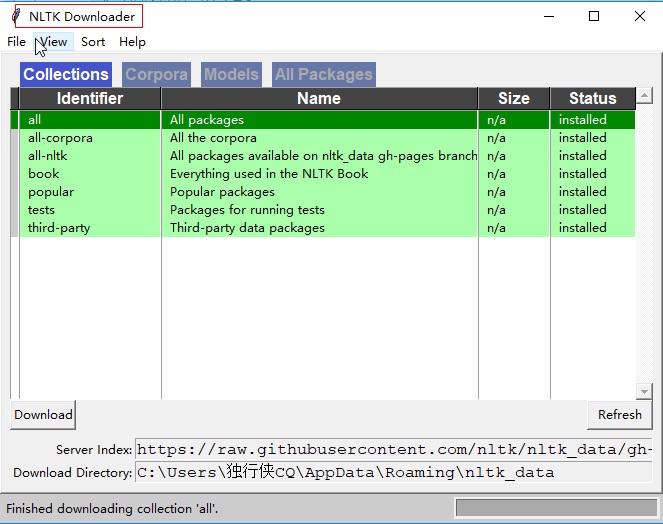 NLTK Downloader
File View Sort Help
Collections Corpora Models All Packages
Identifier Name Size Status
all All packages n/a installed
all-corpora All the corpora n/a installed
all-nltk All packages available on nltk_data gh-pages branch n/a installed
book Everything used in the NLTK Book n/a installed
popular Popular packages n/a installed
tests Packages for running tests n/a installed
third-party Third-party data packages n/a installed
Download Refresh
Server Index: https://raw.githubusercontent.com/nltk/nltk_data/gh-
Download Directory: C:\Users\独行侠CQ\AppData\Roaming\nltk_data
Finished downloading collection 'all'.